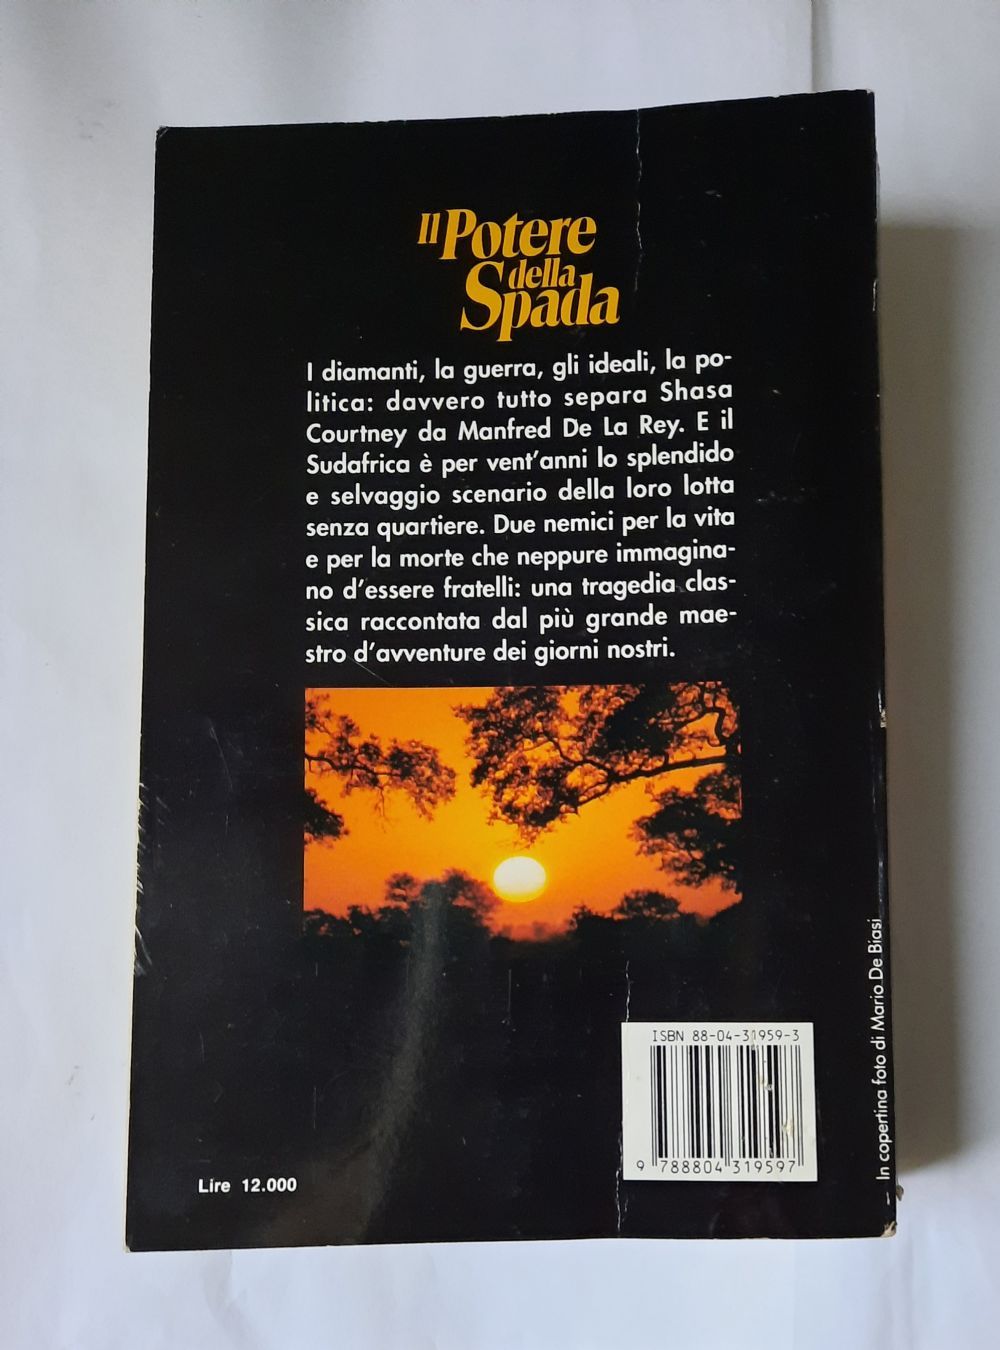 Il Potere
della
Spada
I diamanti, la guerra, gli ideali, la po-
litica: davvero tutto separa Shasa
Courtney da Manfred De La Rey. E il
Sudafrica è per vent'anni lo splendido
e selvaggio scenario della loro lotta
senza quartiere. Due nemici per la vita
e per la morte che neppure immagina-
no d'essere fratelli: una tragedia clas-
sica raccontata dal più grande mae-
stro d'avventure dei giorni nostri.
In copertina foto di Mario De Biasi
ISBN 88-04-31959-3
9 788804 319597
Lire 12.000